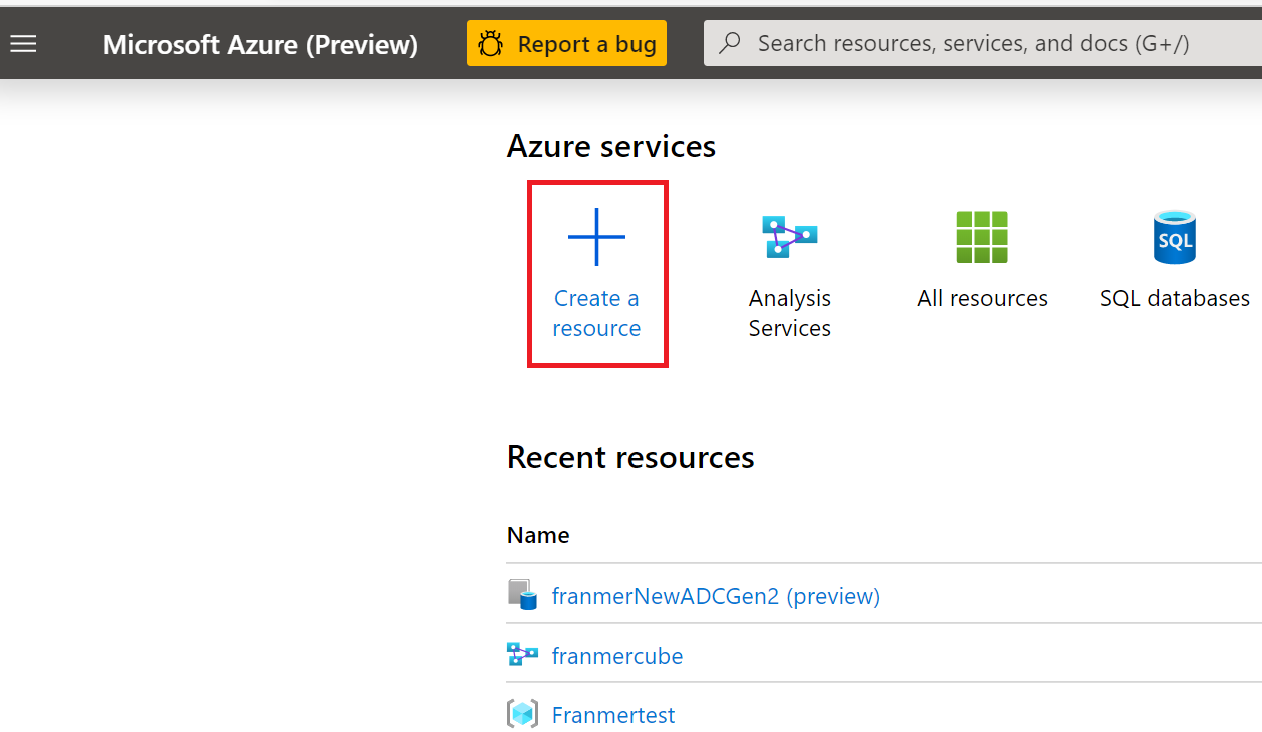 Microsoft Azure (Preview)
Report a bug
Search resources, services, and docs (G+/)
Azure services
Create a
resource
Analysis
Services
All resources
SQL
SQL databases
Recent resources
Name
franmerNewADCGen2 (preview)
franmercube
Franmertest